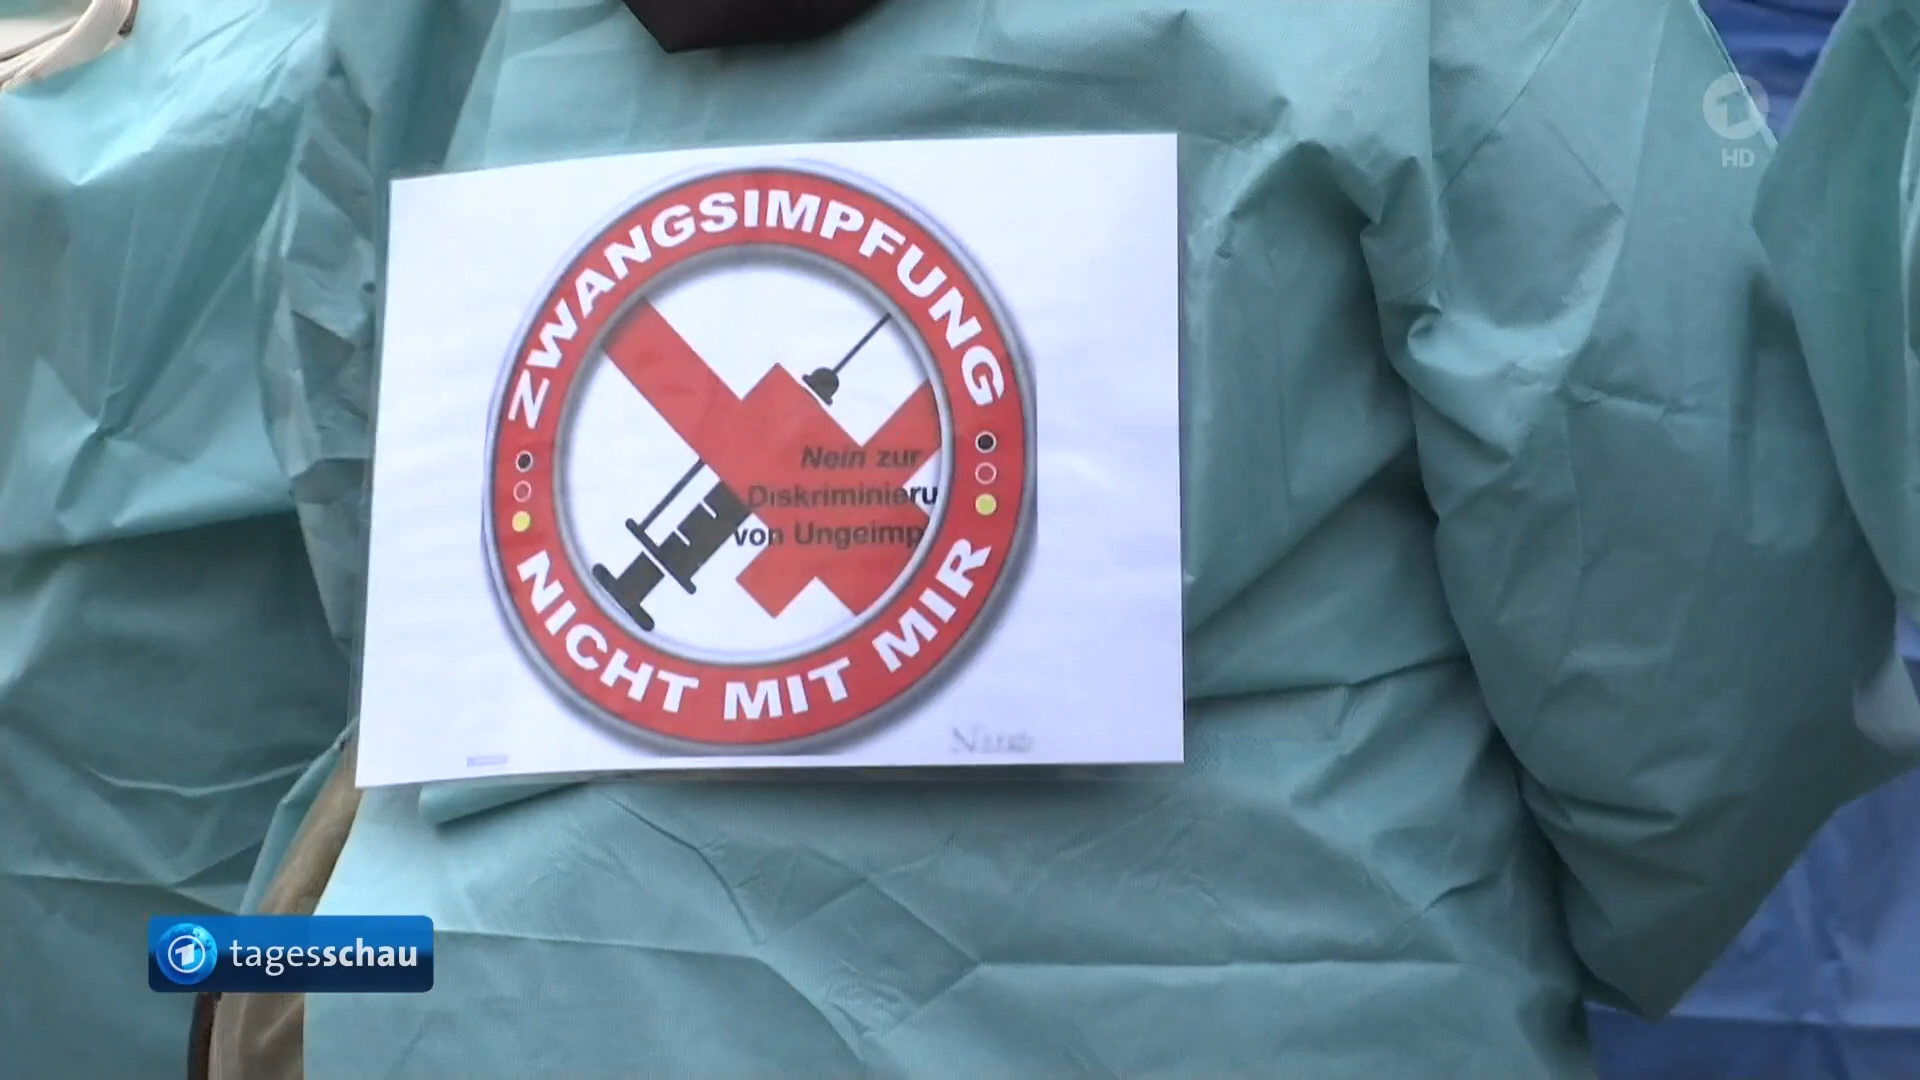 HD
ZWANGSIMPFUNG
Nein zur
Diskriminieru
von Ungeimp
NICHT MIT MIR
tagesschau